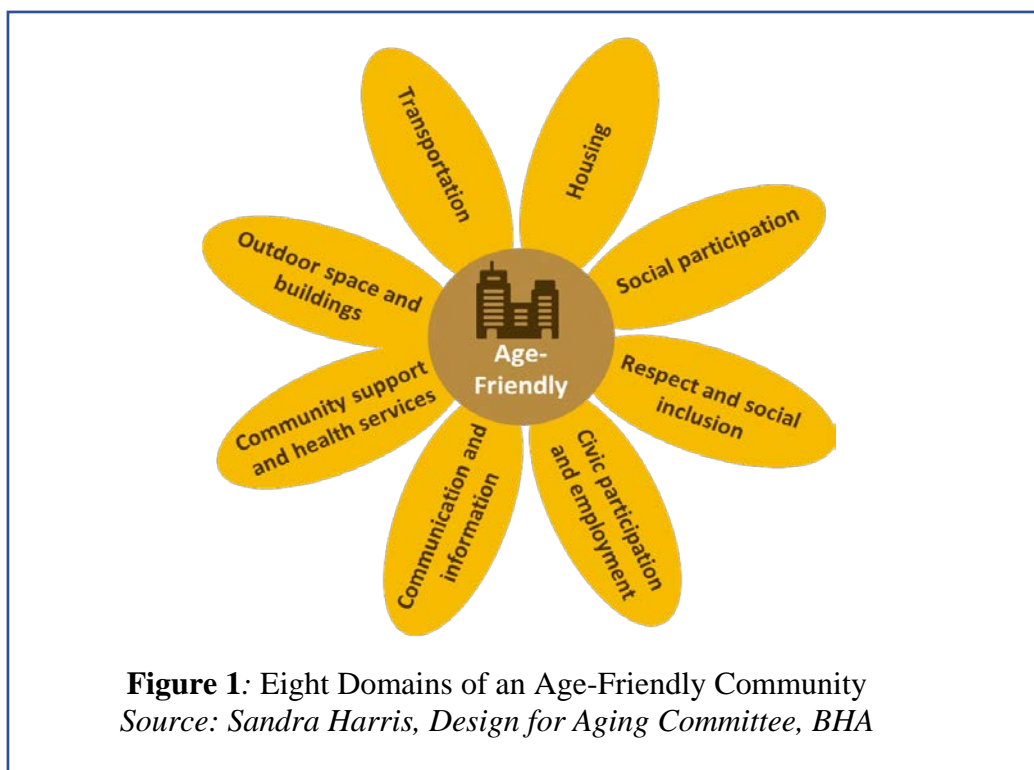 Transportation
Housing
Social participation
Respect and social
inclusion
Civic participation
and employment
Communication and
information
Community support
and health services
Outdoor space and
buildings
Age-
Friendly
Figure 1: Eight Domains of an Age-Friendly Community
Source: Sandra Harris, Design for Aging Committee, BHA